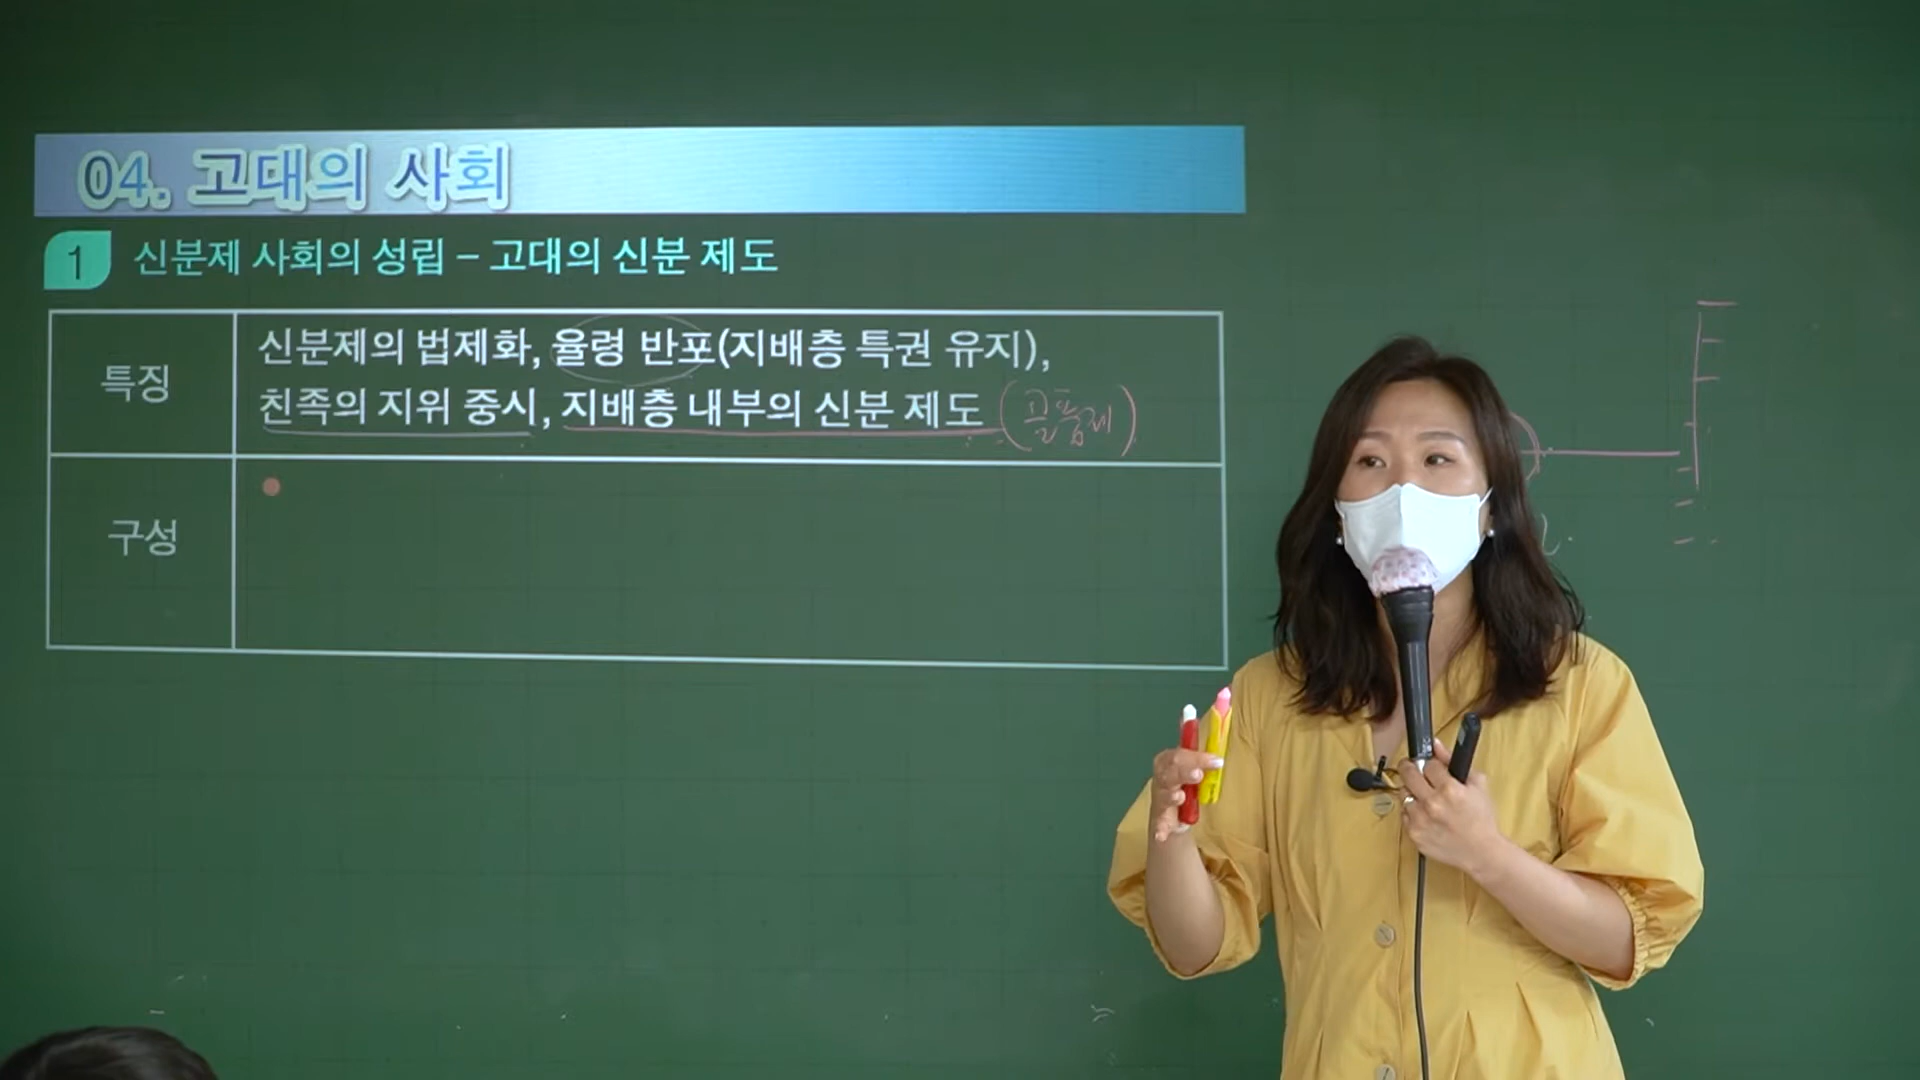 04. 고대의 사회
1 신분제 사회의 성립 – 고대의 신분 제도
특징
신분제의 법제화, 율령 반포(지배층 특권 유지),
친족의 지위 중시, 지배층 내부의 신분 제도 (골품제)
구성